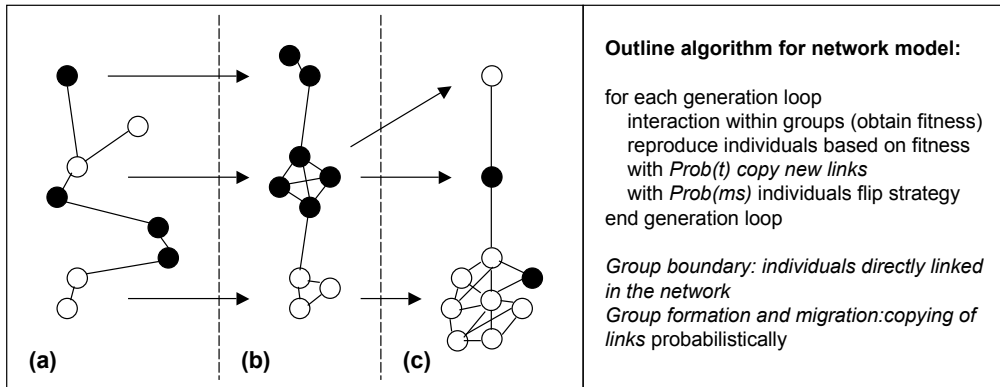 (a)
(b)
(c)
Outline algorithm for network model:
for each generation loop
interaction within groups (obtain fitness)
reproduce individuals based on fitness
with Prob(t) copy new links
with Prob(ms) individuals flip strategy
end generation loop
Group boundary: individuals directly linked
in the network
Group formation and migration:copying of
links probabilistically